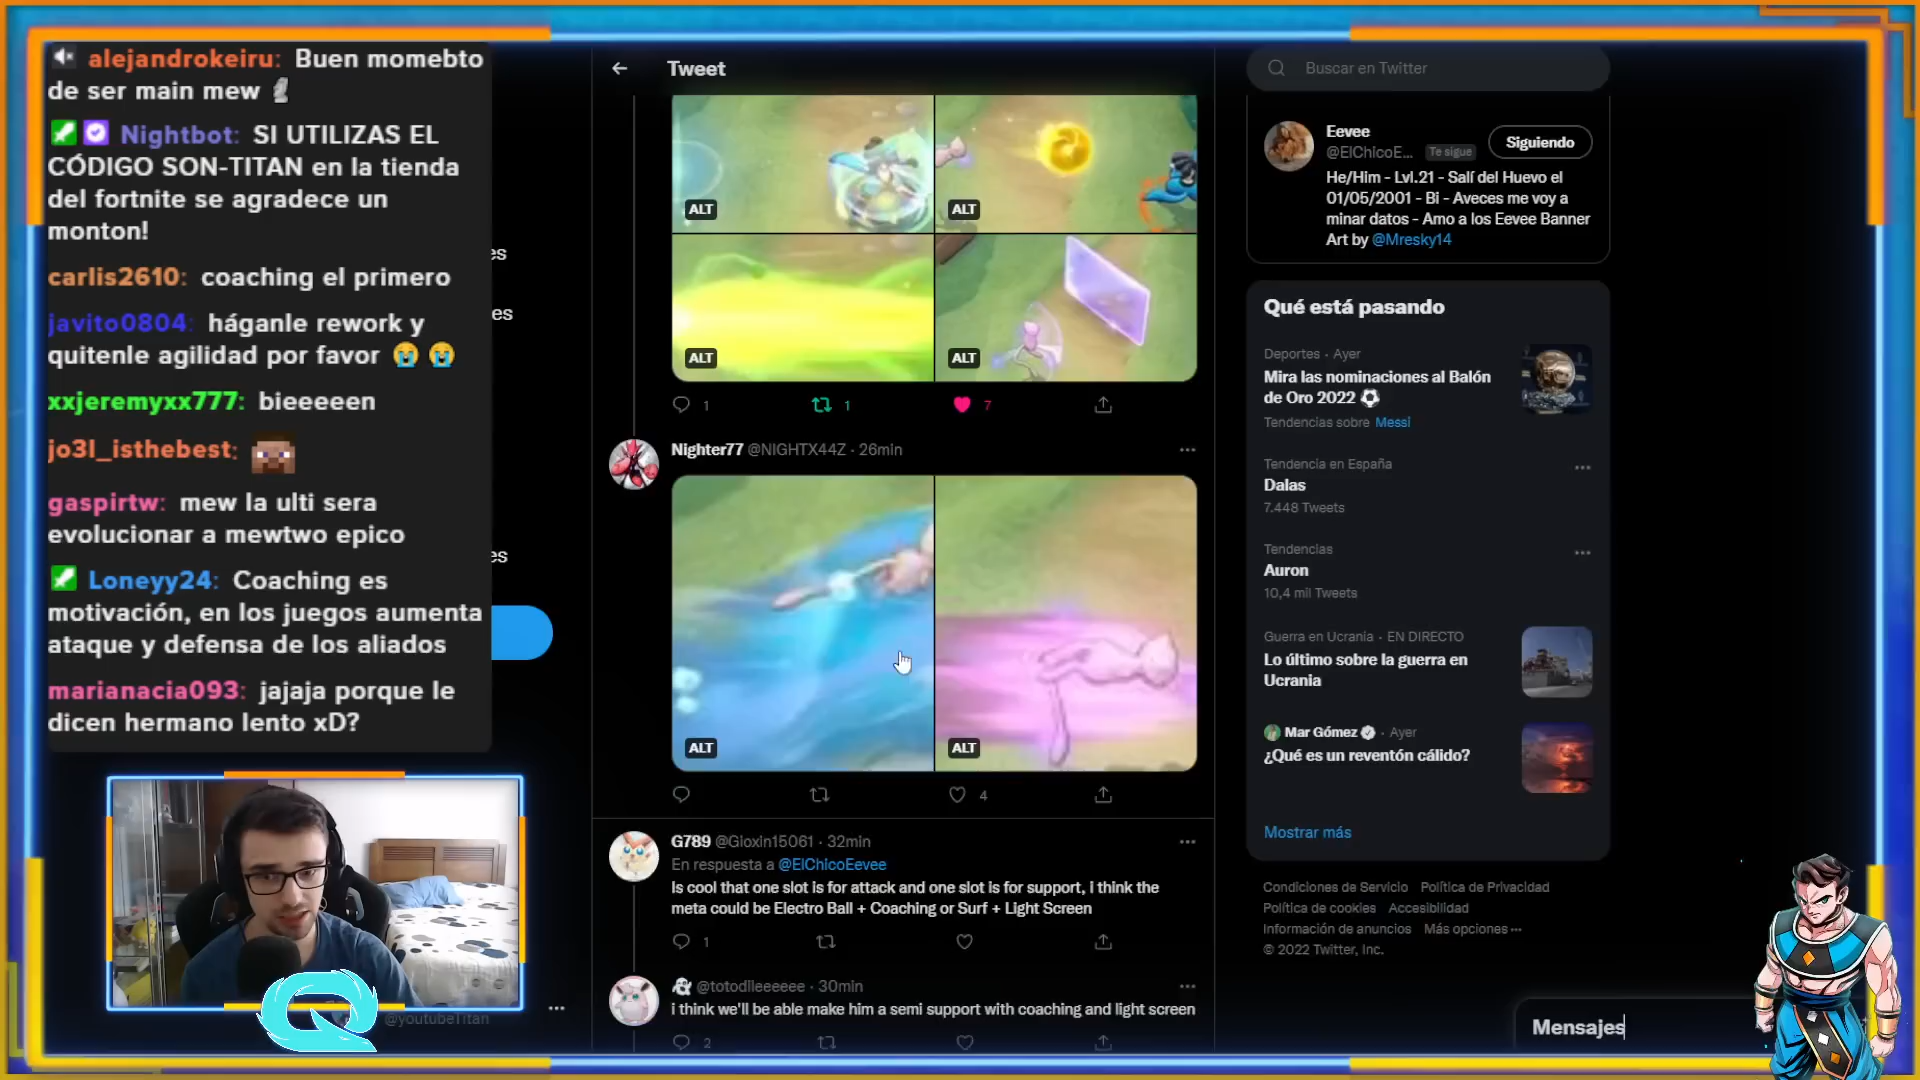 alejandrokeiru: Buen momebto
de ser main mew
Nightbot: SI UTILIZAS EL
CÓDIGO SON-TITAN en la tienda
del fortnite se agradece un
monton!
carlis2610: coaching el primero
javito0804: háganle rework y
quitenle agilidad por favor
xxjeremyxx777: bieeeeen
jo3l_isthebest:
gaspirtw: mew la ulti sera
evolucionar a mewtwo epico
Loneyy24: Coaching es
motivación, en los juegos aumenta
ataque y defensa de los aliados
marianacia093: jajaja porque le
dicen hermano lento xD?
es
es
es
@youtubeTitan
Tweet
ALT
ALT
ALT
ALT
1
1
7
Nighter77 @NIGHTX44Z · 26min
ALT
ALT
4
G789 @Gloxin15061 · 32min
En respuesta a @ElChicoEevee
Is cool that one slot is for attack and one slot is for support, i think the
meta could be Electro Ball + Coaching or Surf + Light Screen
1
@totodileeeeee · 30min
i think we'll be able make him a semi support with coaching and light screen
2
Buscar en Twitter
Eevee
@ElChicoE... Te sigue
Siguiendo
He/Him - Lvl.21 - Salí del Huevo el
01/05/2001 - Bi - Aveces me voy a
minar datos - Amo a los Eevee Banner
Art by @Mresky14
Qué está pasando
Deportes · Ayer
Mira las nominaciones al Balón
de Oro 2022
Tendencias sobre Messi
Tendencia en España
Dalas
7.448 Tweets
Tendencias
Auron
10,4 mil Tweets
Guerra en Ucrania · EN DIRECTO
Lo último sobre la guerra en
Ucrania
Mar Gómez · Ayer
¿Qué es un reventón cálido?
Mostrar más
Condiciones de Servicio Política de Privacidad
Política de cookies Accesibilidad
Información de anuncios Más opciones ···
© 2022 Twitter, Inc.
Mensajes